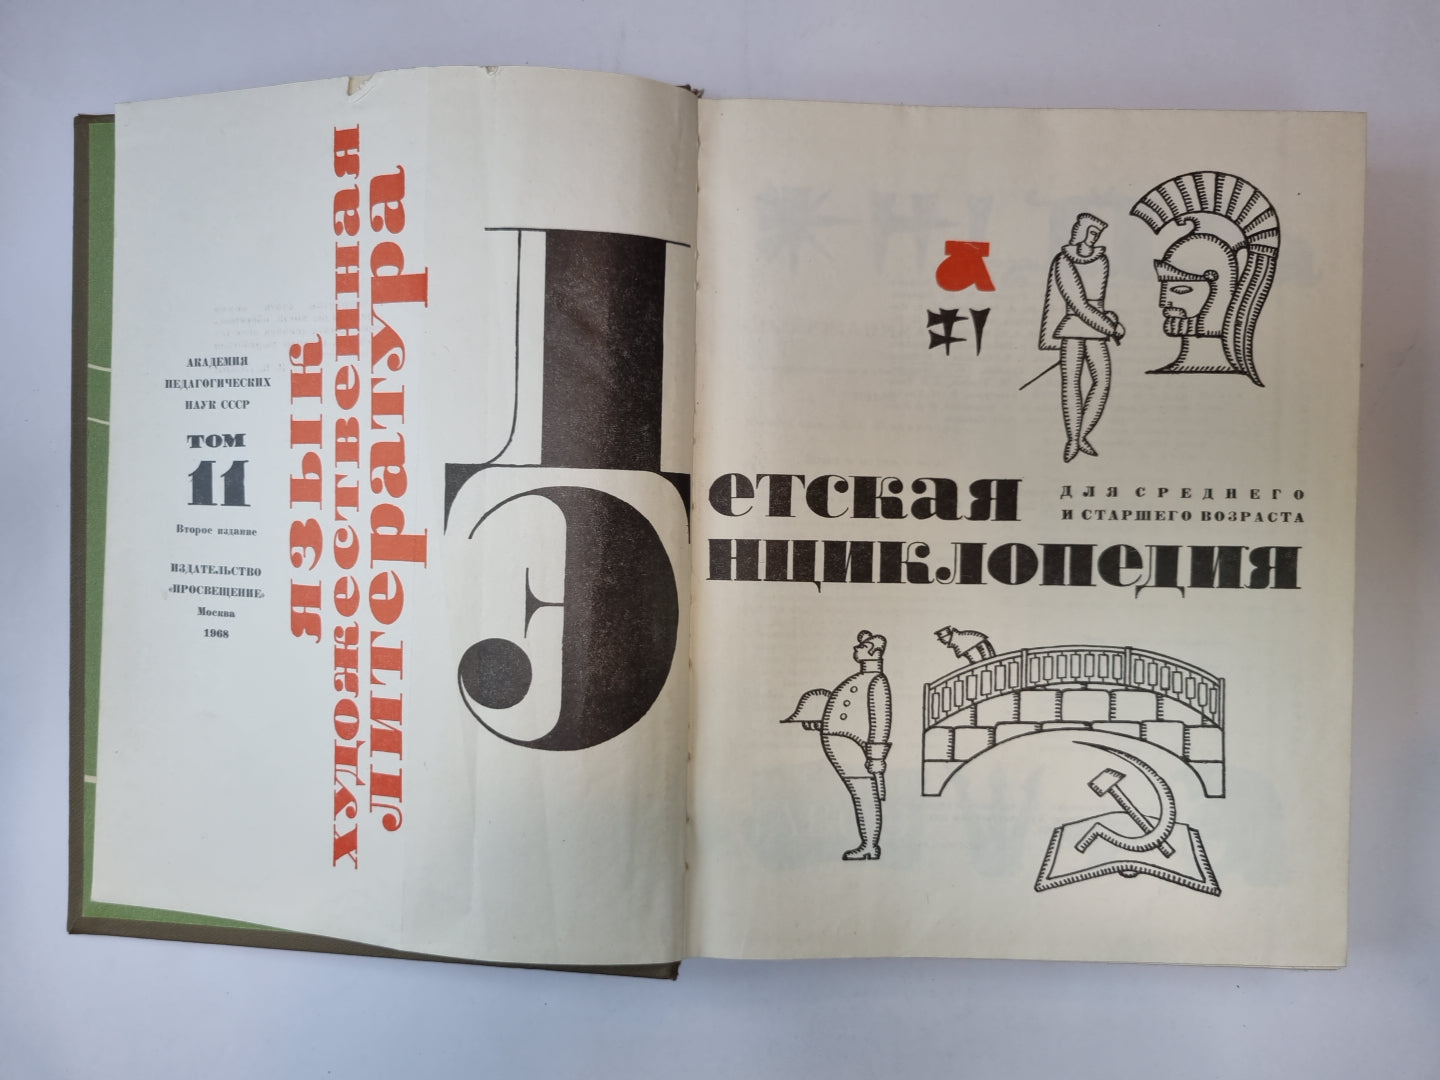 АКАДЕМИЯ
ПЕДАГОГИЧЕСКИХ
НАУК СССР
ТОМ
11
Второе издание
ИЗДАТЕЛЬСТВО
«ПРОСВЕЩЕНИЕ»
Москва
1968
ЯЗЫК
художественная
литература
Детская
Энциклопедия
ДЛЯ СРЕДНЕГО
И СТАРШЕГО ВОЗРАСТА
а